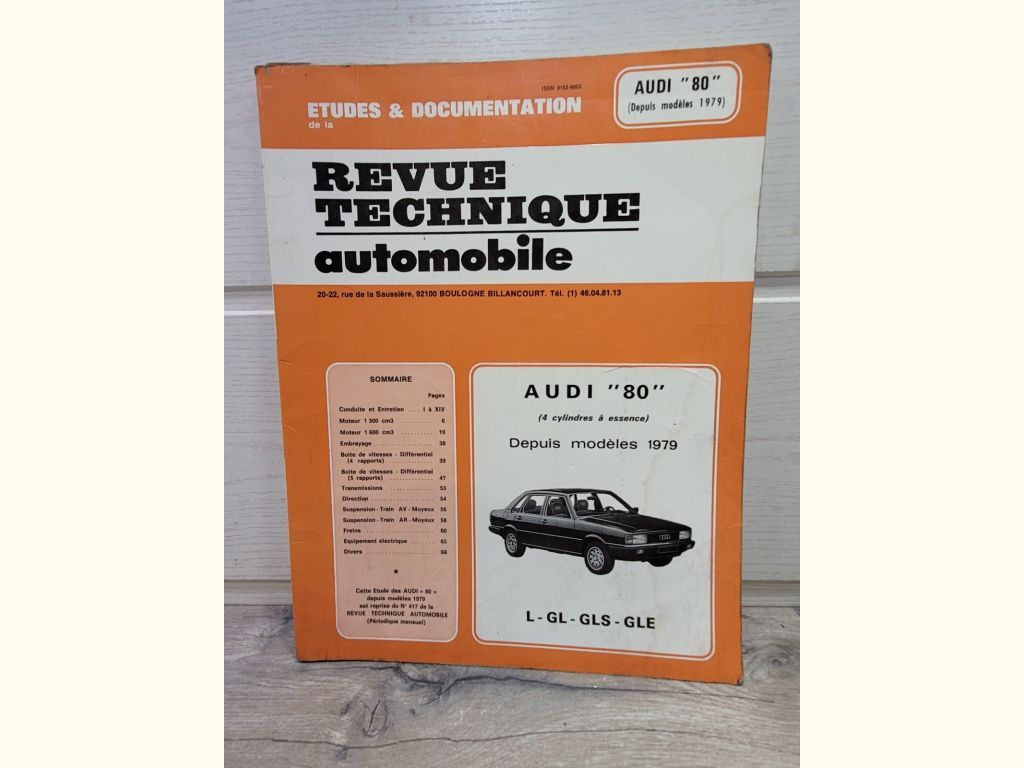 ISSN 0153-906X
AUDI "80"
(Depuis modèles 1979)
ETUDES & DOCUMENTATION
de la
REVUE
TECHNIQUE
automobile
20-22, rue de la Saussière, 92100 BOULOGNE BILLANCOURT. Tél. (1) 46.04.81.13
SOMMAIRE
Pages
Conduite et Entretien .... I à XIV
Moteur 1 300 cm3 .......... 6
Moteur 1 600 cm3 .......... 19
Embrayage .................. 38
Boite de vitesses - Différentiel
(4 rapports) .............. 39
Boite de vitesses - Différentiel
(5 rapports) .............. 47
Transmissions .............. 53
Direction .................... 54
Suspension - Train AV - Moyeux 56
Suspension - Train AR - Moyeux 58
Freins ...................... 60
Equipement électrique ...... 65
Divers ...................... 68
★
Cette Etude des AUDI « 80 »
depuis modèles 1979
est reprise du N° 417 de la
REVUE TECHNIQUE AUTOMOBILE
(Périodique mensuel)
AUDI "80"
(4 cylindres à essence)
Depuis modèles 1979
L - GL - GLS - GLE